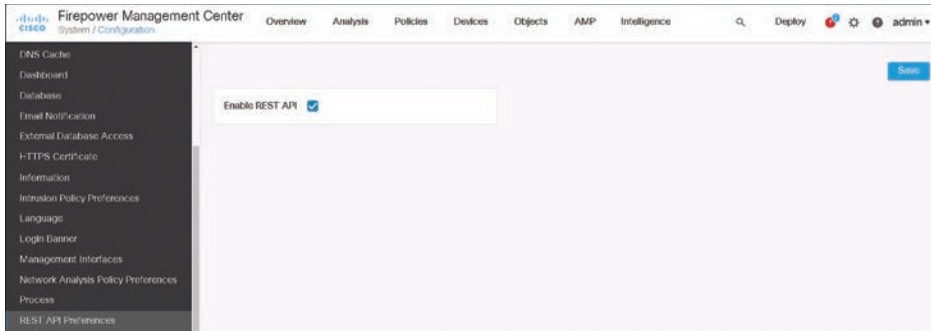 CISCO
Firepower Management Center
System / Configuration
Overview
Analysis
Policies
Devices
Objects
AMP
Intelligence
Deploy
admin
DNS Cache
Dashboard
Database
Email Notification
External Database Access
HTTPS Certificate
Information
Intrusion Policy Preferences
Language
Login Banner
Management Interfaces
Network Analysis Policy Preferences
Process
REST API Preferences
Save
Enable REST API